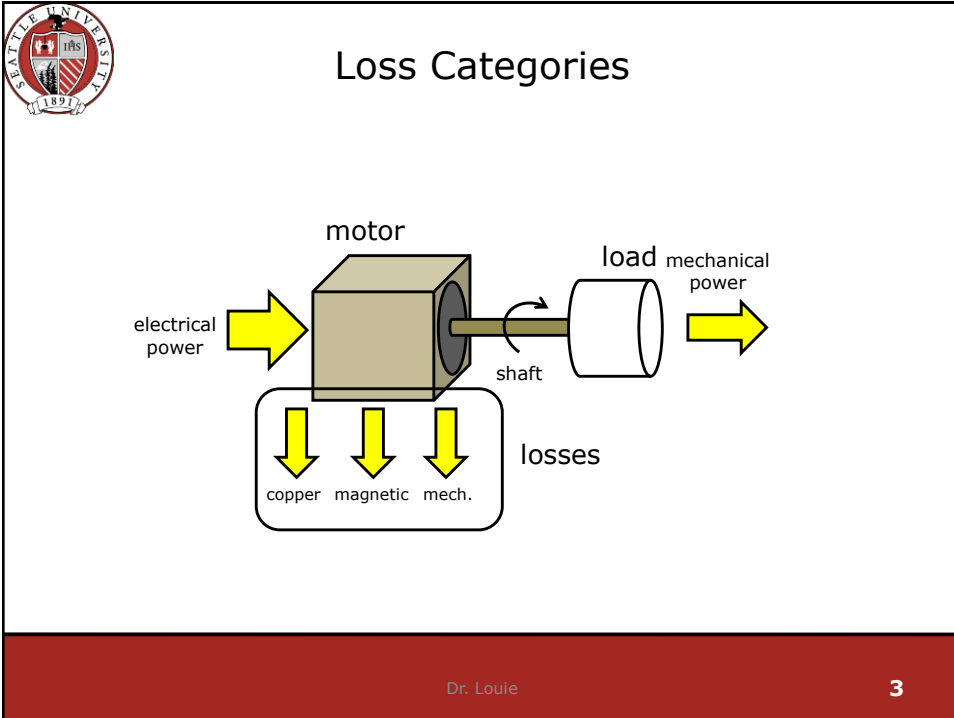 SEATTLE UNIVERSITY
IHS
1891
Loss Categories
motor
load
mechanical
power
electrical
power
shaft
losses
copper magnetic mech.
Dr. Louie
3